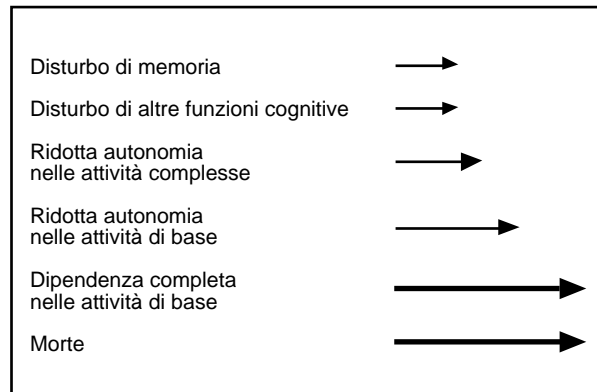 Disturbo di memoria
Disturbo di altre funzioni cognitive
Ridotta autonomia
nelle attività complesse
Ridotta autonomia
nelle attività di base
Dipendenza completa
nelle attività di base
Morte